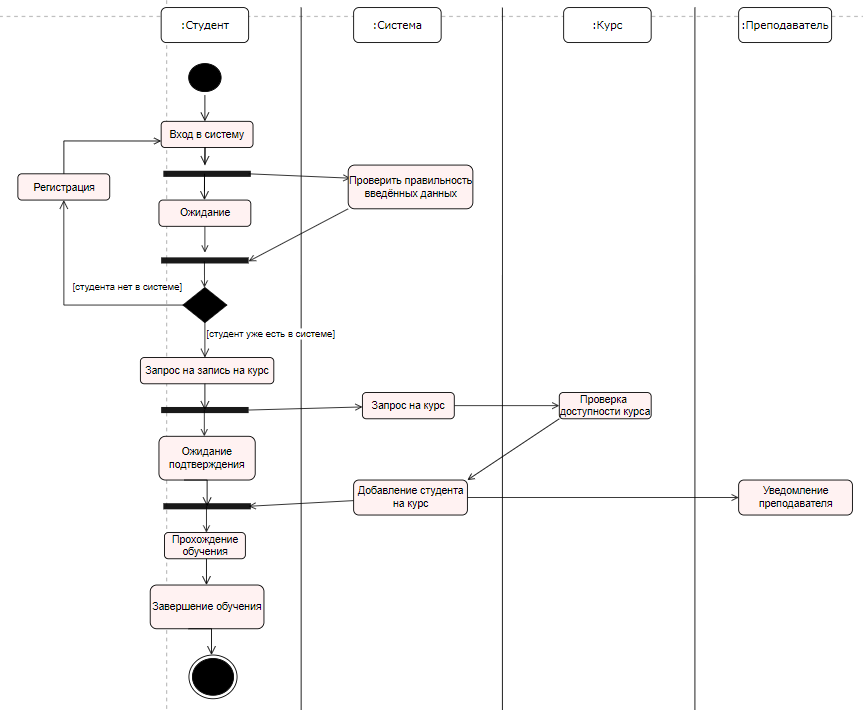 :Студент
:Система
:Курс
:Преподаватель
Вход в систему
Регистрация
Проверить правильность
введённых данных
Ожидание
[студента нет в системе]
[студент уже есть в системе]
Запрос на запись на курс
Запрос на курс
Проверка
доступности курса
Ожидание
подтверждения
Добавление студента
на курс
Уведомление
преподавателя
Прохождение
обучения
Завершение обучения